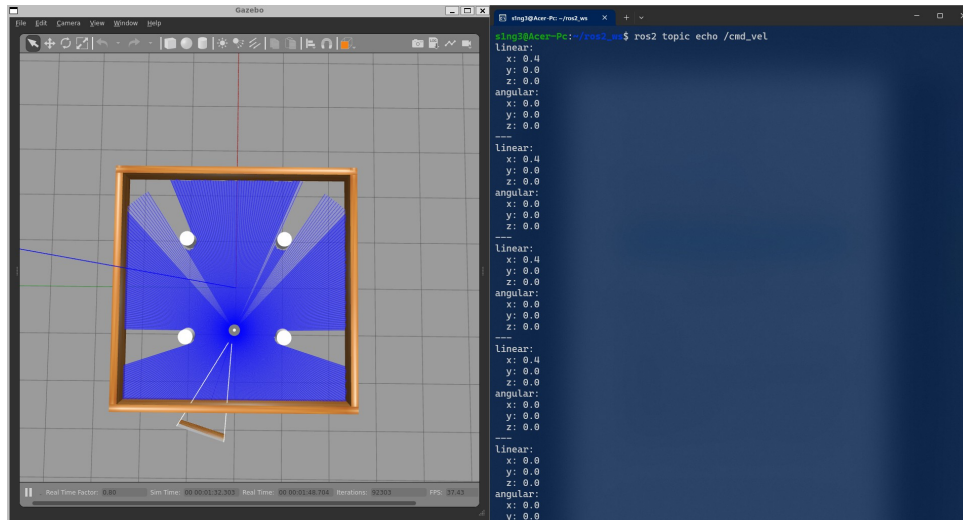 Gazebo
File Edit Camera View Window Help
Real Time Factor: 0.80 Sim Time: 00 00:01:32.303 Real Time: 00 00:01:48.704 Iterations: 92303 FPS: 37.43
s1ng3@Acer-Pc: ~/ros2_ws
s1ng3@Acer-Pc:~/ros2_ws$ ros2 topic echo /cmd_vel
linear:
x: 0.4
y: 0.0
z: 0.0
angular:
x: 0.0
y: 0.0
z: 0.0
---
linear:
x: 0.4
y: 0.0
z: 0.0
angular:
x: 0.0
y: 0.0
z: 0.0
---
linear:
x: 0.4
y: 0.0
z: 0.0
angular:
x: 0.0
y: 0.0
z: 0.0
---
linear:
x: 0.4
y: 0.0
z: 0.0
angular:
x: 0.0
y: 0.0
z: 0.0
---
linear:
x: 0.0
y: 0.0
z: 0.0
angular:
x: 0.0
y: 0.0